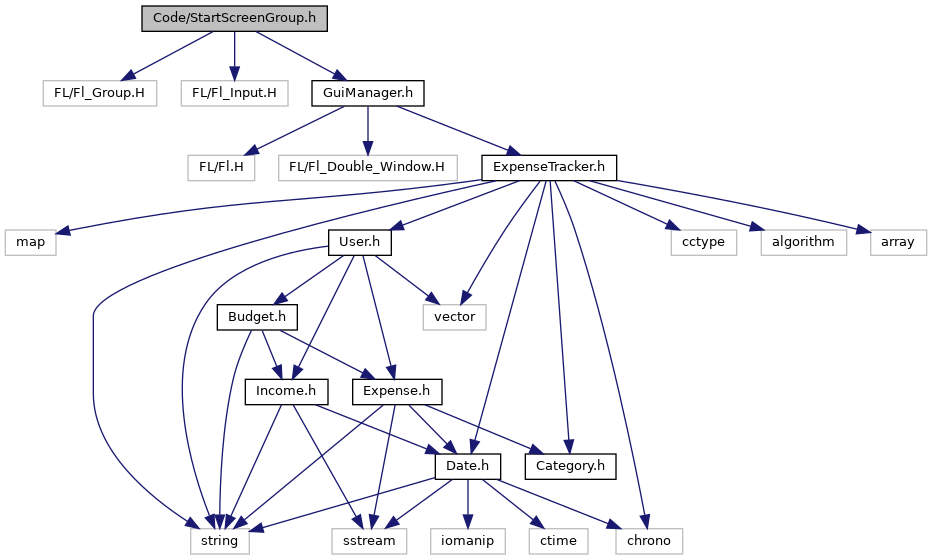 Code/StartScreenGroup.h
FL/Fl_Group.H
FL/Fl_Input.H
GuiManager.h
FL/Fl.H
FL/Fl_Double_Window.H
ExpenseTracker.h
map
User.h
cctype
algorithm
array
Budget.h
vector
Income.h
Expense.h
Date.h
Category.h
string
sstream
iomanip
ctime
chrono